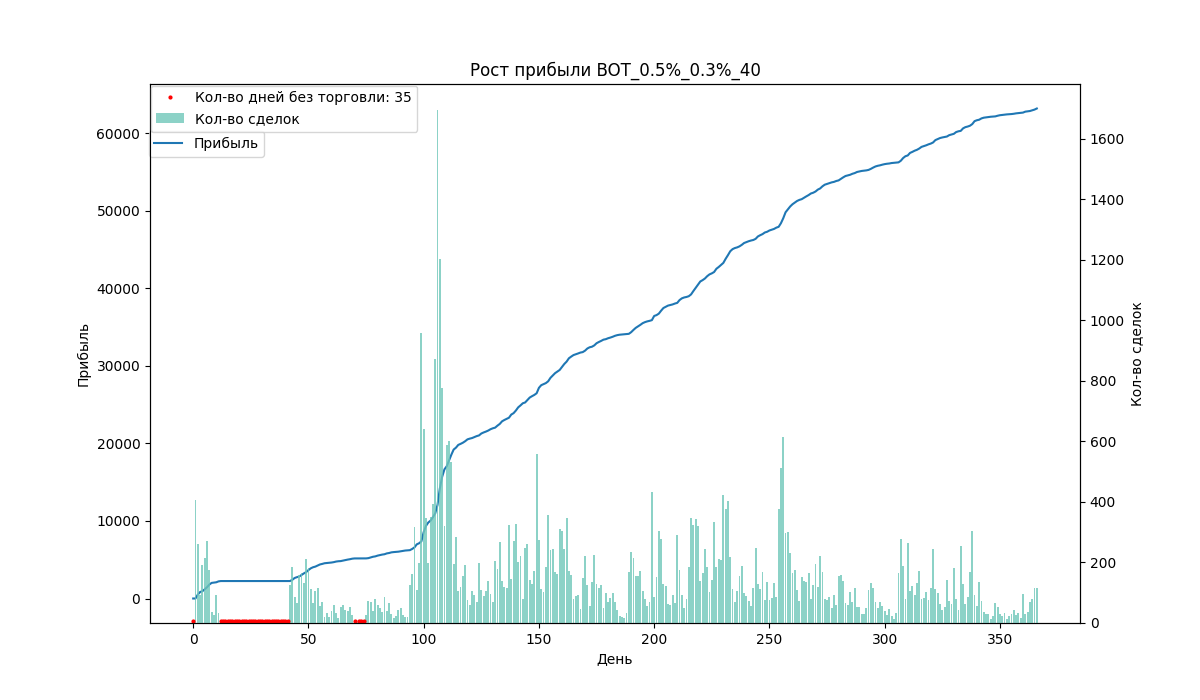 Рост прибыли BOT_0.5%_0.3%_40
Кол-во дней без торговли: 35
Кол-во сделок
Прибыль
60000
50000
40000
30000
20000
10000
0
Прибыль
1600
1400
1200
1000
800
600
400
200
0
Кол-во сделок
0 50 100 150 200 250 300 350
День